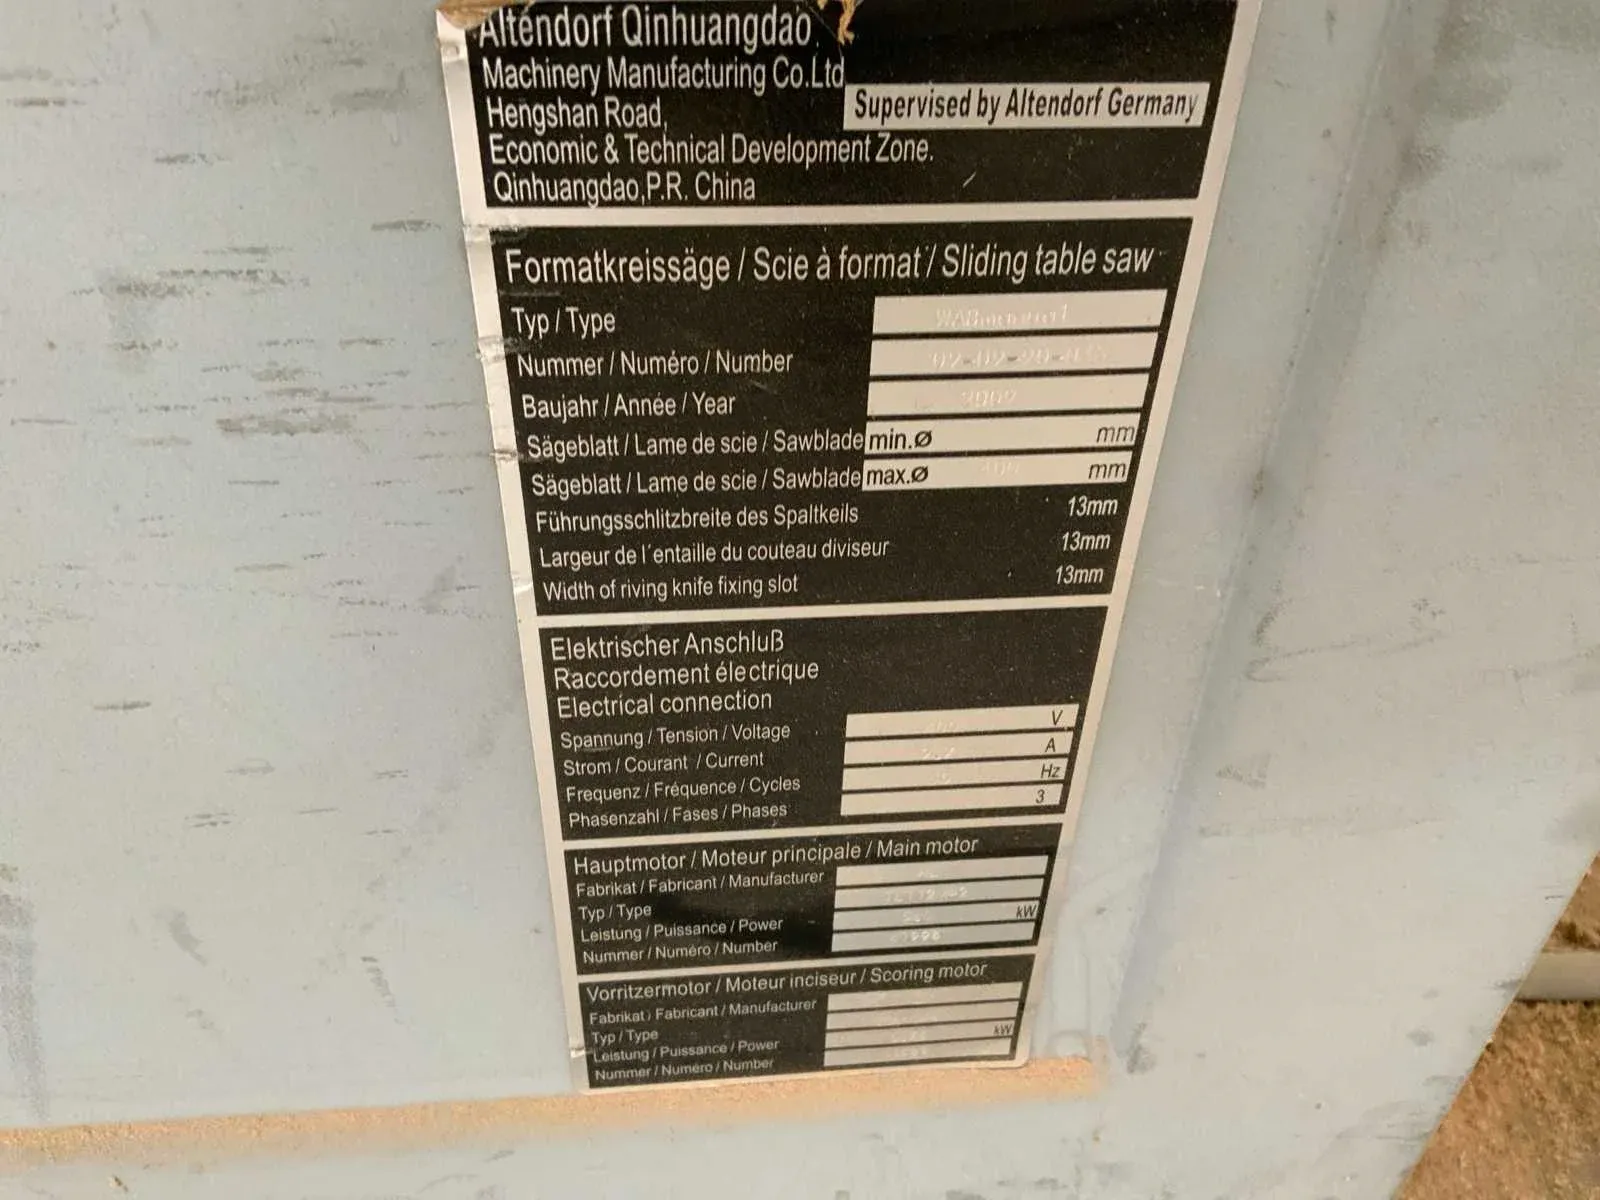 Altendorf Qinhuangdao
Machinery Manufacturing Co.Ltd
Hengshan Road,
Supervised by Altendorf Germany
Economic & Technical Development Zone.
Qinhuangdao,P.R. China
Formatkreissäge / Scie à format / Sliding table saw
Typ / Type
Nummer / Numéro / Number
Baujahr / Année / Year
Sägeblatt / Lame de scie / Sawblade min.Ø mm
Sägeblatt / Lame de scie / Sawblade max.Ø mm
Führungsschlitzbreite des Spaltkeils 13mm
Largeur de l´entaille du couteau diviseur 13mm
Width of riving knife fixing slot 13mm
Elektrischer Anschluß
Raccordement électrique
Electrical connection
Spannung / Tension / Voltage V
Strom / Courant / Current A
Frequenz / Fréquence / Cycles Hz
Phasenzahl / Fases / Phases 3
Hauptmotor / Moteur principale / Main motor
Fabrikat / Fabricant / Manufacturer
Typ / Type
Leistung / Puissance / Power kW
Nummer / Numéro / Number
Vorritzermotor / Moteur inciseur / Scoring motor
Fabrikat / Fabricant / Manufacturer
Typ / Type
Leistung / Puissance / Power kW
Nummer / Numéro / Number